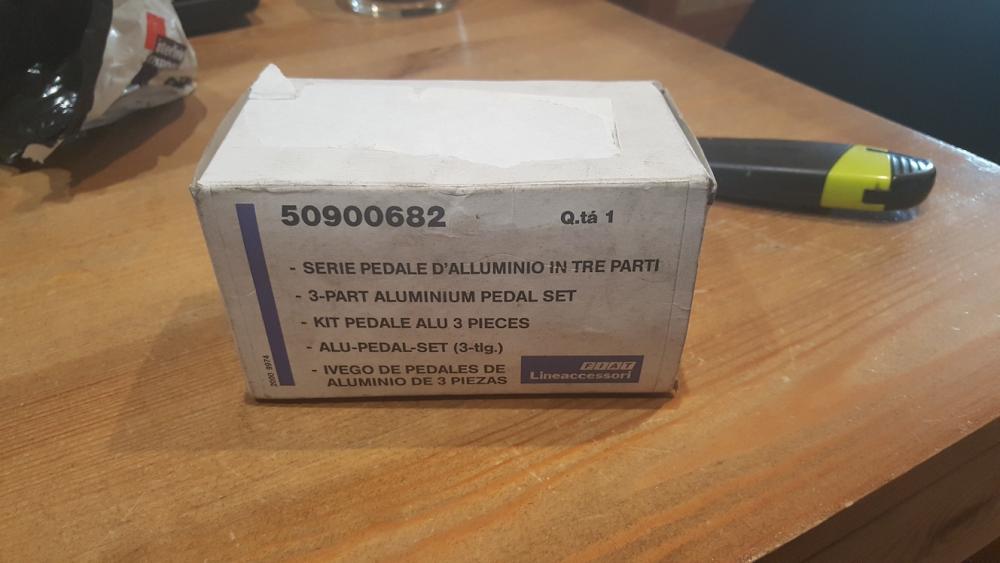 50900682 Q.tá 1
- SERIE PEDALE D'ALLUMINIO IN TRE PARTI
- 3-PART ALUMINIUM PEDAL SET
- KIT PEDALE ALU 3 PIECES
- ALU-PEDAL-SET (3-tlg.)
- IVEGO DE PEDALES DE
ALUMINIO DE 3 PIEZAS
FIAT
Lineaccessori